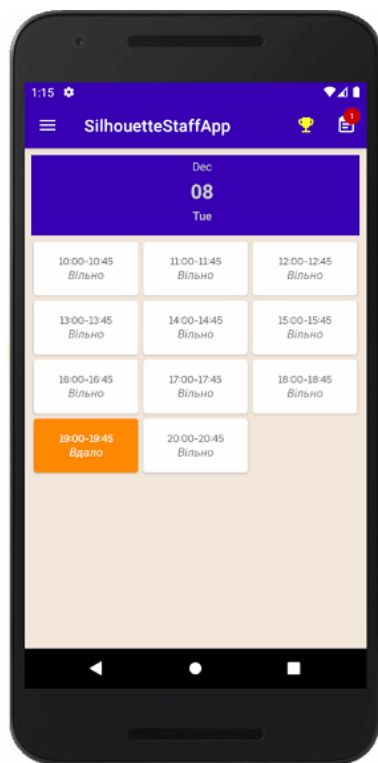 1:15
SilhouetteStaffApp
1
Dec
08
Tue
10:00-10:45
Вільно
11:00-11:45
Вільно
12:00-12:45
Вільно
13:00-13:45
Вільно
14:00-14:45
Вільно
15:00-15:45
Вільно
16:00-16:45
Вільно
17:00-17:45
Вільно
18:00-18:45
Вільно
19:00-19:45
Вдало
20:00-20:45
Вільно